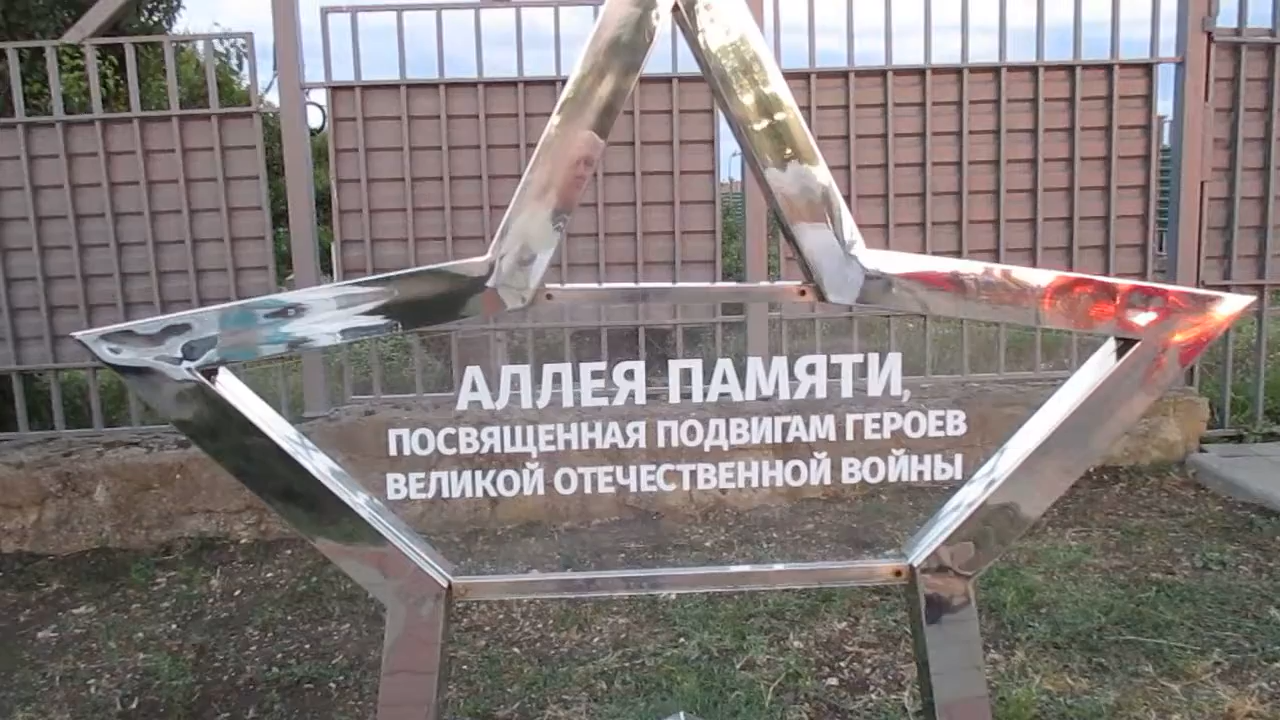 АЛЛЕЯ ПАМЯТИ,
ПОСВЯЩЕННАЯ ПОДВИГАМ ГЕРОЕВ
ВЕЛИКОЙ ОТЕЧЕСТВЕННОЙ ВОЙНЫ